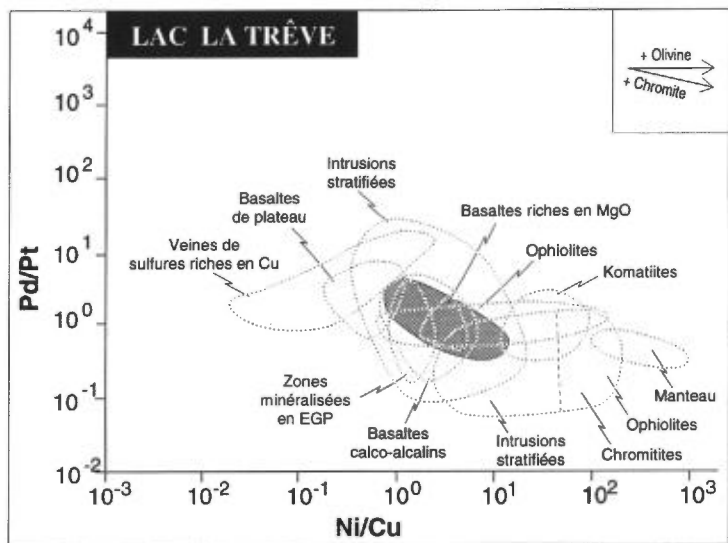 LAC LA TRÊVE
+ Olivine
+ Chromite
Pd/Pt
10^4
10^3
10^2
10^1
10^0
10^-1
10^-2
Intrusions
stratifiées
Basaltes
de plateau
Veines de
sulfures riches en Cu
Basaltes riches en MgO
Ophiolites
Komatiites
Zones
minéralisées
en EGP
Basaltes
calco-alcalins
Intrusions
stratifiées
Chromitites
Ophiolites
Manteau
10^-3
10^-2
10^-1
10^0
10^1
10^2
10^3
Ni/Cu